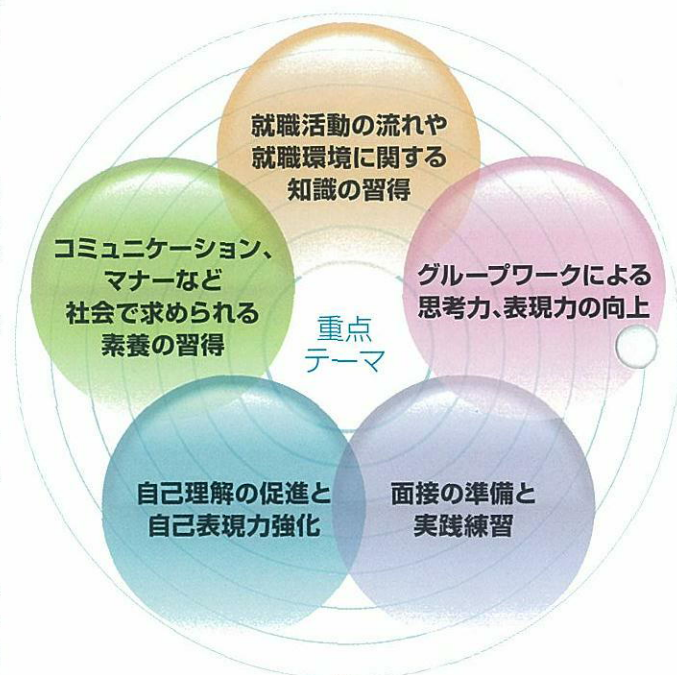 就職活動の流れや
就職環境に関する
知識の習得
コミュニケーション、
マナーなど
社会で求められる
素養の習得
グループワークによる
思考力、表現力の向上
重点
テーマ
自己理解の促進と
自己表現力強化
面接の準備と
実践練習